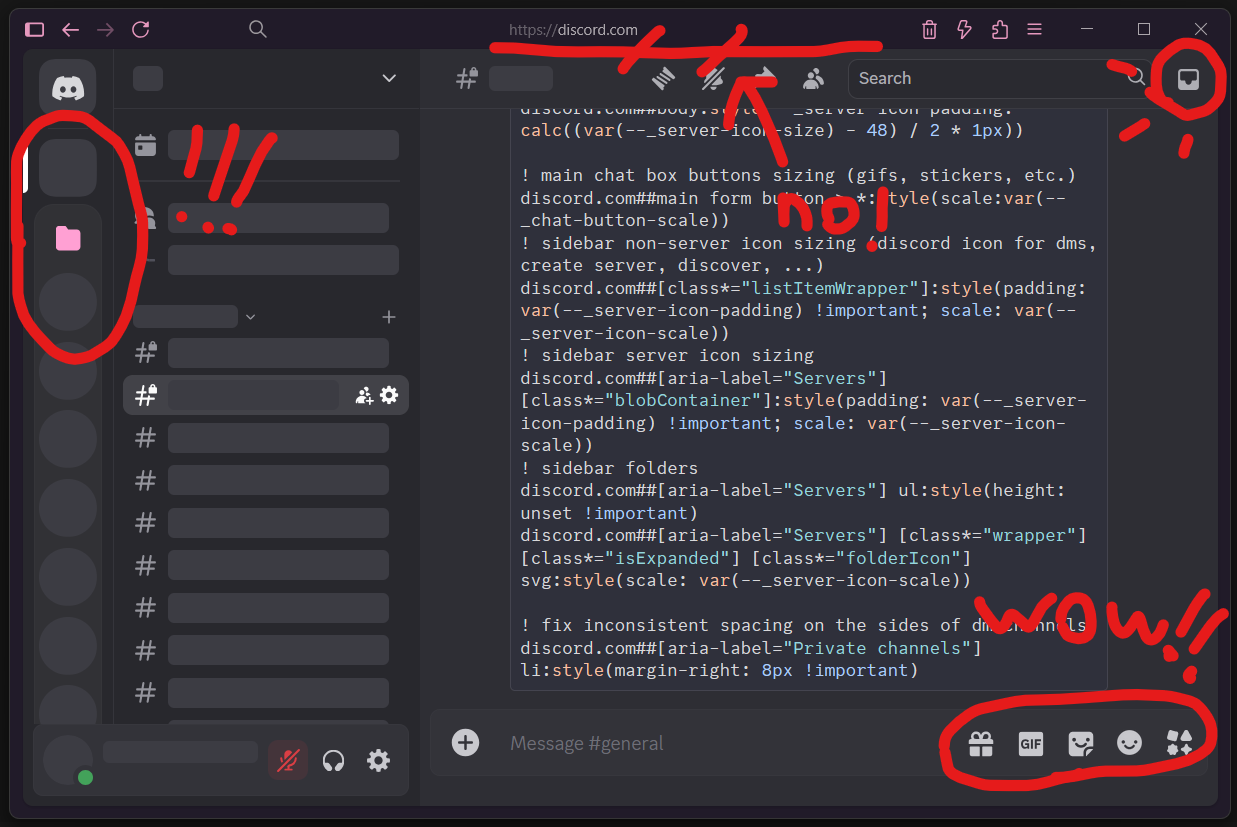 https://discord.com
Search
calc((var(--_server-icon-size) - 48) / 2 * 1px))
! main chat box buttons sizing (gifs, stickers, etc.)
discord.com##main form button > *:style(scale:var(--
_chat-button-scale))
! sidebar non-server icon sizing (discord icon for dms,
create server, discover, ...)
discord.com##[class*="listItemWrapper"]:style(padding:
var(--_server-icon-padding) !important; scale: var(--
_server-icon-scale))
! sidebar server icon sizing
discord.com##[aria-label="Servers"]
[class*="blobContainer"]:style(padding: var(--_server-
icon-padding) !important; scale: var(--_server-icon-
scale))
! sidebar folders
discord.com##[aria-label="Servers"] ul:style(height:
unset !important)
discord.com##[aria-label="Servers"] [class*="wrapper"]
[class*="isExpanded"] [class*="folderIcon"]
svg:style(scale: var(--_server-icon-scale))
! fix inconsistent spacing on the sides of dm channels
discord.com##[aria-label="Private channels"]
li:style(margin-right: 8px !important)
Message #general
GIF
!!!
no!
wow!!